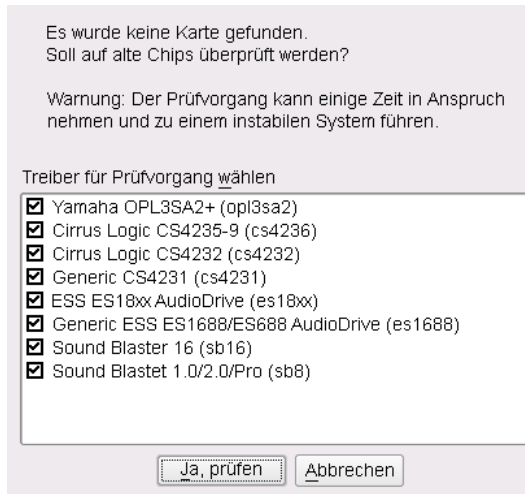 Es wurde keine Karte gefunden.
Soll auf alte Chips überprüft werden?
Warnung: Der Prüfvorgang kann einige Zeit in Anspruch
nehmen und zu einem instabilen System führen.
Treiber für Prüfvorgang wählen
Yamaha OPL3SA2+ (opl3sa2)
Cirrus Logic CS4235-9 (cs4236)
Cirrus Logic CS4232 (cs4232)
Generic CS4231 (cs4231)
ESS ES18xx AudioDrive (es18xx)
Generic ESS ES1688/ES688 AudioDrive (es1688)
Sound Blaster 16 (sb16)
Sound Blastet 1.0/2.0/Pro (sb8)
Ja, prüfen Abbrechen